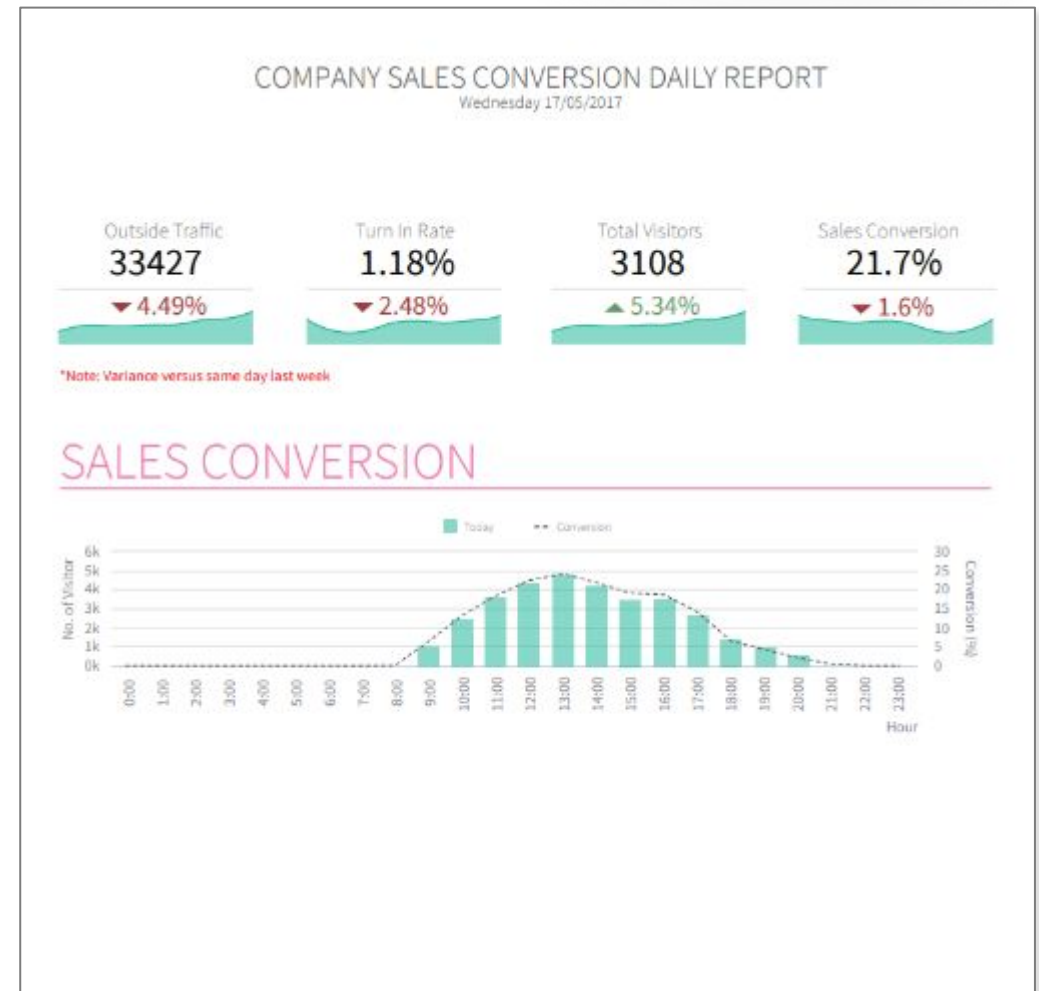 COMPANY SALES CONVERSION DAILY REPORT
Wednesday 17/05/2017
Outside Traffic
33427
4.49%
Turn In Rate
1.18%
2.48%
Total Visitors
3108
5.34%
Sales Conversion
21.7%
1.6%
*Note: Variance versus same day last week
SALES CONVERSION
Today
Conversion
No. of Visitor
6k
5k
4k
3k
2k
1k
0k
30
25
20
15
10
5
0
Conversion (%)
0:00
1:00
2:00
3:00
4:00
5:00
6:00
7:00
8:00
9:00
10:00
11:00
12:00
13:00
14:00
15:00
16:00
17:00
18:00
19:00
20:00
21:00
22:00
23:00
Hour